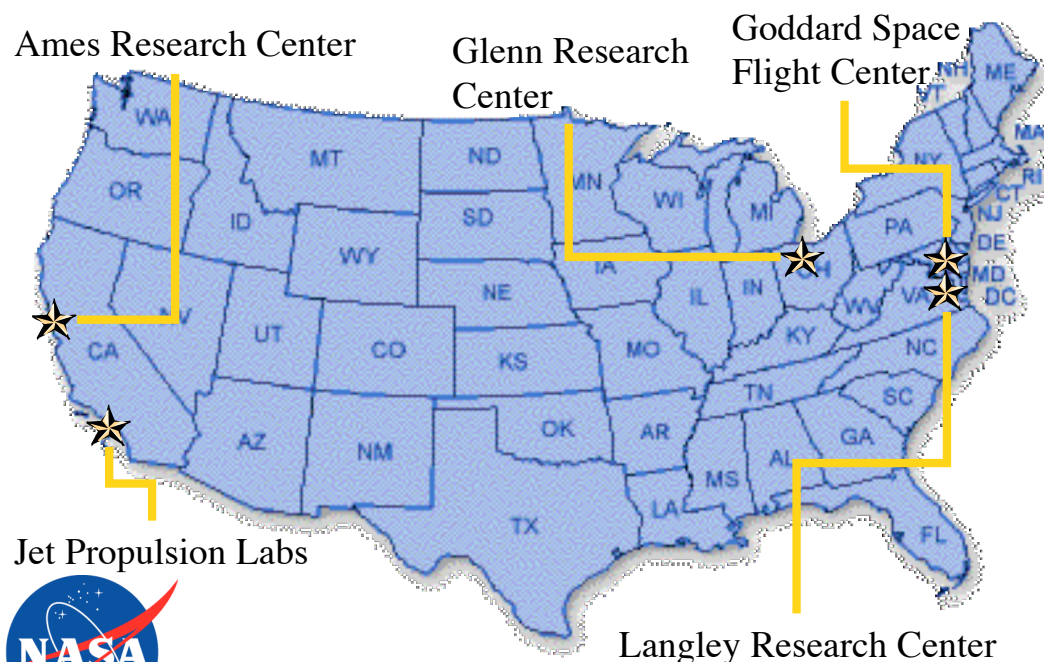 Ames Research Center
Glenn Research
Center
Goddard Space
Flight Center
WA
MT
ND
MN
NH
VT
ME
MA
OR
ID
SD
WI
MI
NY
RI
CT
NJ
WY
PA
DE
IA
OH
NE
IL
IN
MD
NV
UT
WV
VA
DC
CA
CO
KS
MO
KY
NC
TN
SC
AZ
NM
OK
AR
GA
MS
AL
LA
TX
FL
Jet Propulsion Labs
NASA
Langley Research Center